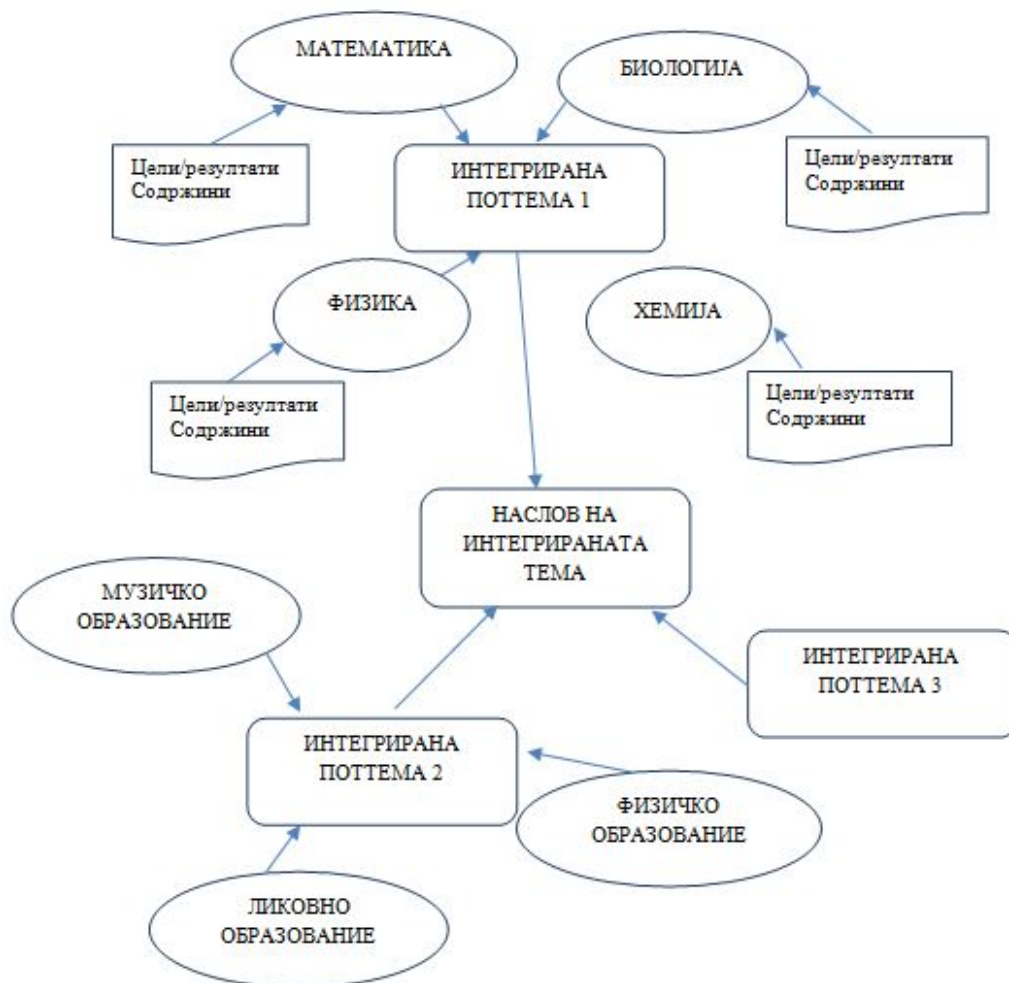 МАТЕМАТИКА
БИОЛОГИЈА
Цели/резултати
Содржини
ИНТЕГРИРАНА
ПОТТЕМА 1
Цели/резултати
Содржини
ФИЗИКА
ХЕМИЈА
Цели/резултати
Содржини
Цели/резултати
Содржини
НАСЛОВ НА
ИНТЕГРИРАНАТА
ТЕМА
МУЗИЧКО
ОБРАЗОВАНИЕ
ИНТЕГРИРАНА
ПОТТЕМА 3
ИНТЕГРИРАНА
ПОТТЕМА 2
ФИЗИЧКО
ОБРАЗОВАНИЕ
ЛИКОВНО
ОБРАЗОВАНИЕ